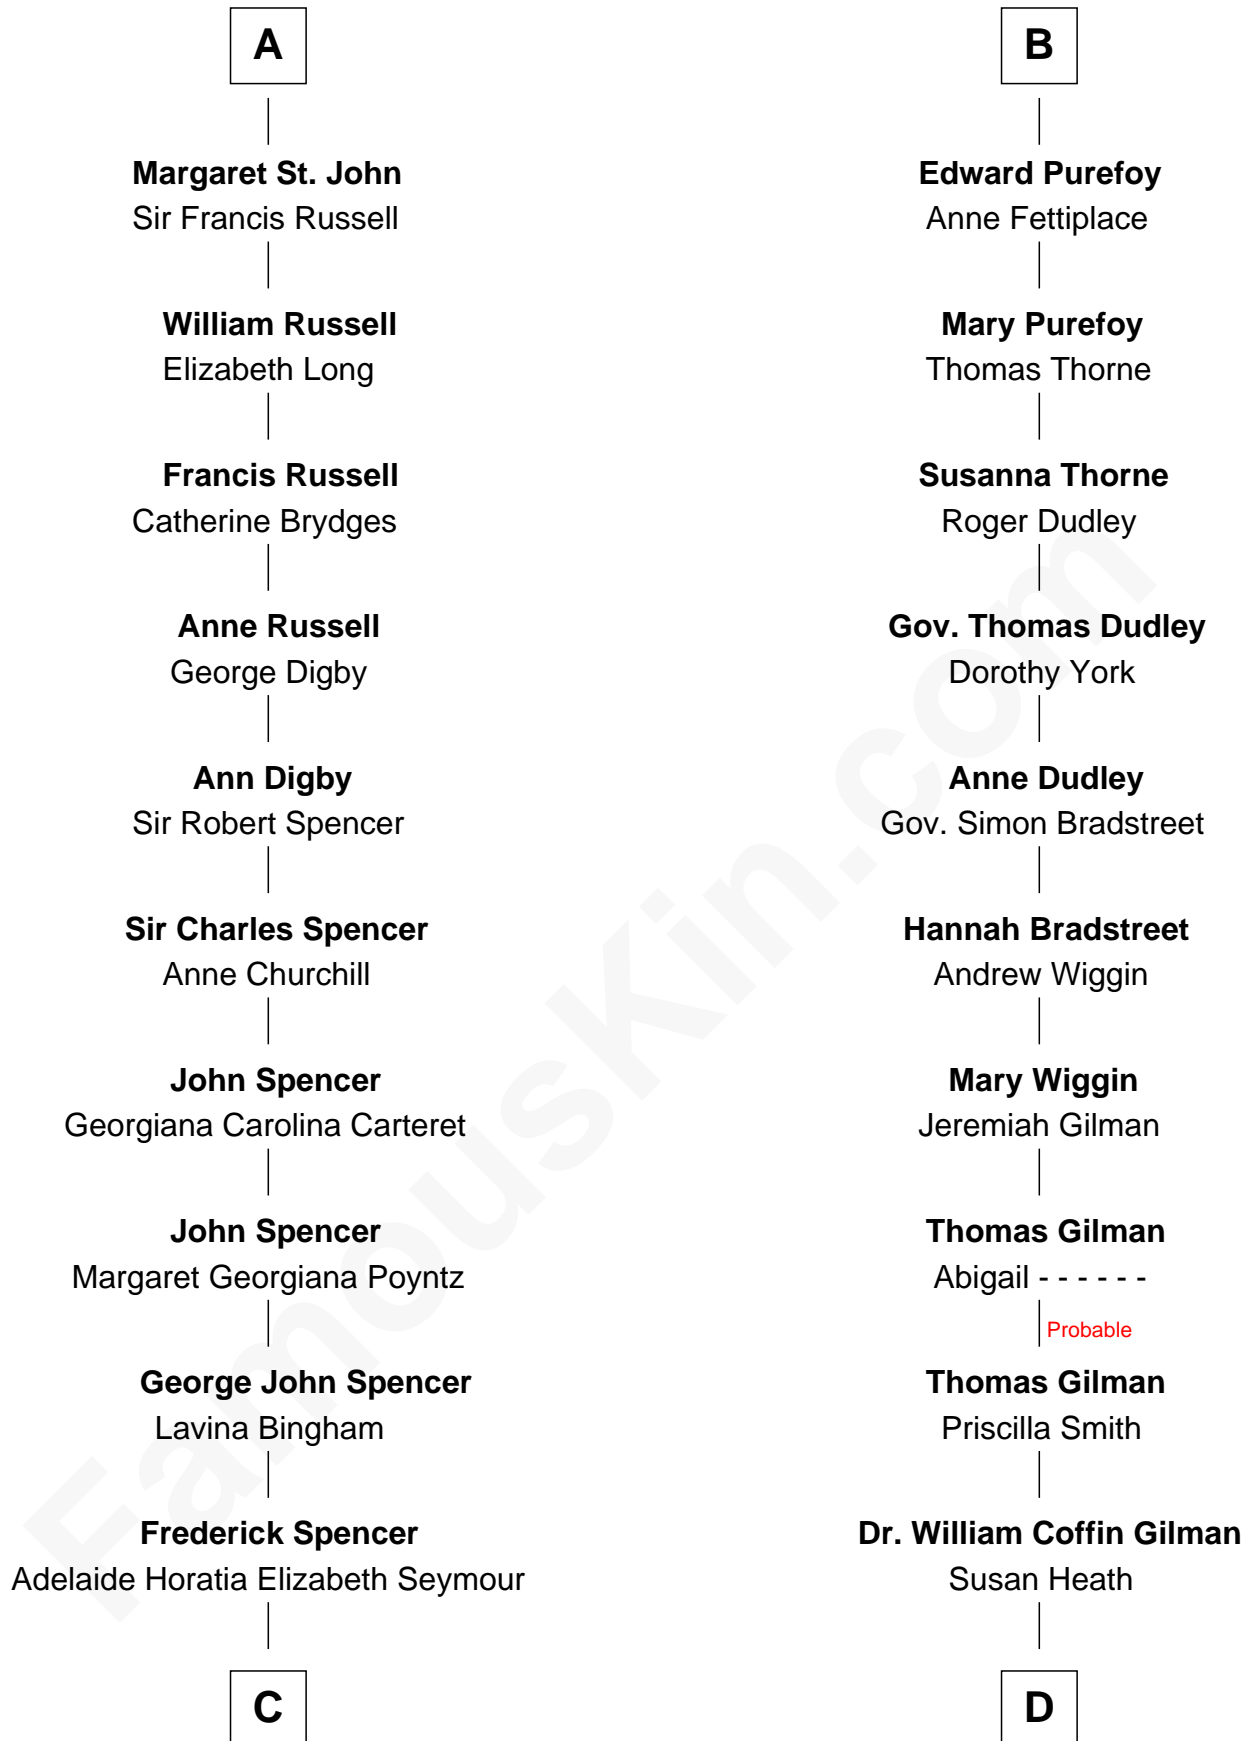 A
Margaret St. John
Sir Francis Russell
William Russell
Elizabeth Long
Francis Russell
Catherine Brydges
Anne Russell
George Digby
Ann Digby
Sir Robert Spencer
Sir Charles Spencer
Anne Churchill
John Spencer
Georgiana Carolina Carteret
John Spencer
Margaret Georgiana Poyntz
George John Spencer
Lavina Bingham
Frederick Spencer
Adelaide Horatia Elizabeth Seymour
C
B
Edward Purefoy
Anne Fettiplace
Mary Purefoy
Thomas Thorne
Susanna Thorne
Roger Dudley
Gov. Thomas Dudley
Dorothy York
Anne Dudley
Gov. Simon Bradstreet
Hannah Bradstreet
Andrew Wiggin
Mary Wiggin
Jeremiah Gilman
Thomas Gilman
Abigail - - - - - -
Probable
Thomas Gilman
Priscilla Smith
Dr. William Coffin Gilman
Susan Heath
D
FamousKin.com